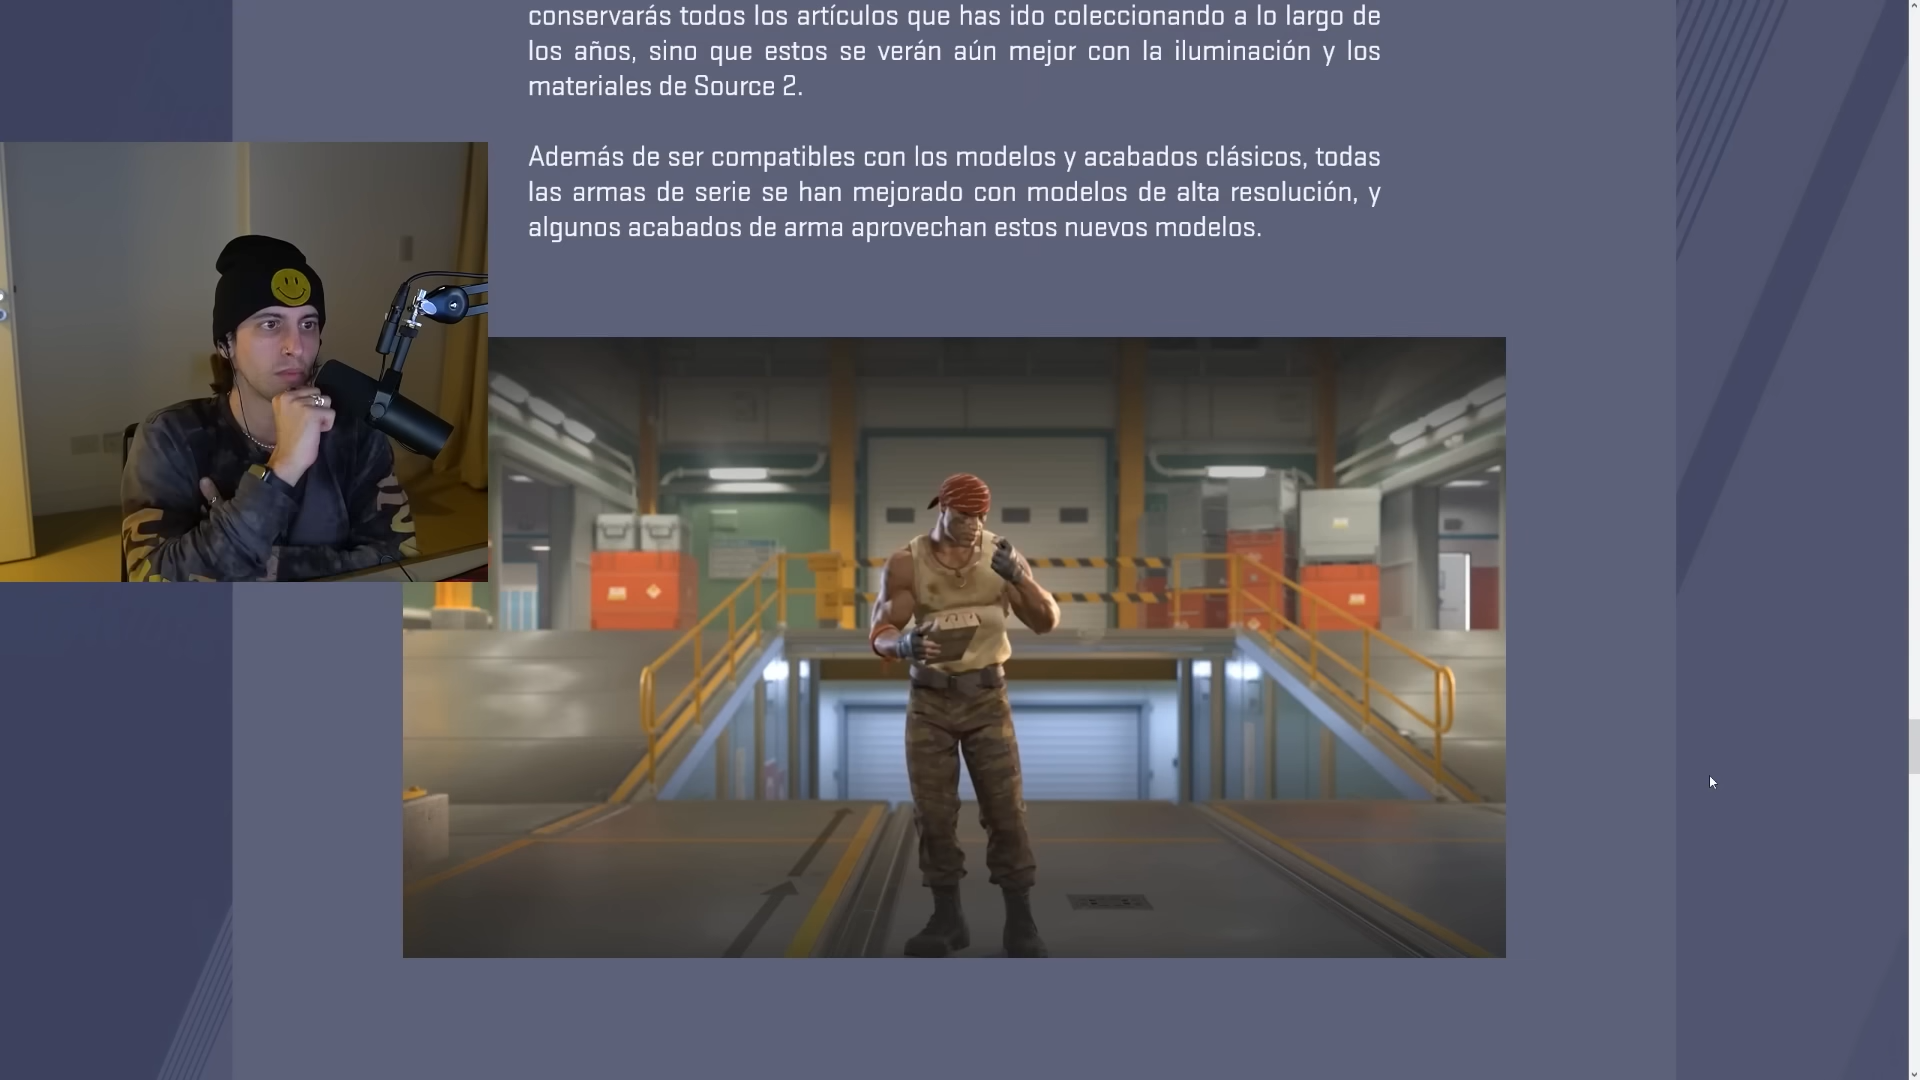 conservarás todos los artículos que has ido coleccionando a lo largo de
los años, sino que estos se verán aún mejor con la iluminación y los
materiales de Source 2.
Además de ser compatibles con los modelos y acabados clásicos, todas
las armas de serie se han mejorado con modelos de alta resolución, y
algunos acabados de arma aprovechan estos nuevos modelos.